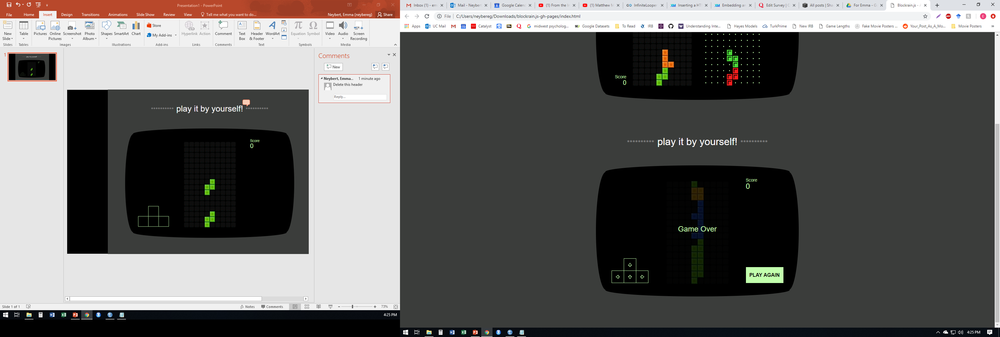 Presentation1 - PowerPoint
File Home Insert Design Transitions Animations Slide Show Review View Tell me what you want to do... Neybert, Emma (neybereg) Share
New Slide
Table
Pictures
Online Pictures
Screenshot
Photo Album
Shapes
SmartArt
Chart
Store
My Add-ins
Hyperlink
Action
Comment
Text Box
Header & Footer
WordArt
Equation
Symbol
Video
Audio
Screen Recording
Slides Tables Images Illustrations Add-ins Links Comments Text Symbols Media
1
********** play it by yourself! **********
Score
0
Comments
New
Neybert, Emma... 1 minute ago
Delete this header
Reply...
Slide 1 of 1 Notes Comments 73%
4:25 PM
Inbox (1) - em
Mail - Neybert
Google Calenc
(1) From the I
(1) Matthew M
InfiniteLooper
Inserting a HT
Embedding a
Edit Survey |
All posts | Sha
For Emma - G
Blockrain.js -
File C:/Users/neybereg/Downloads/blockrain.js-gh-pages/index.html
Apps UC Mail Catalyst midwest psycholog... Google Datasets To Read IRB Understanding Inte... Hayes Models TurkPrime New IRB Game Lengths Fake Movie Posters ... Your_Post_As_A_Mo... Movie Posters »
Score
0
********** play it by yourself! **********
Score
0
Game Over
PLAY AGAIN
4:25 PM